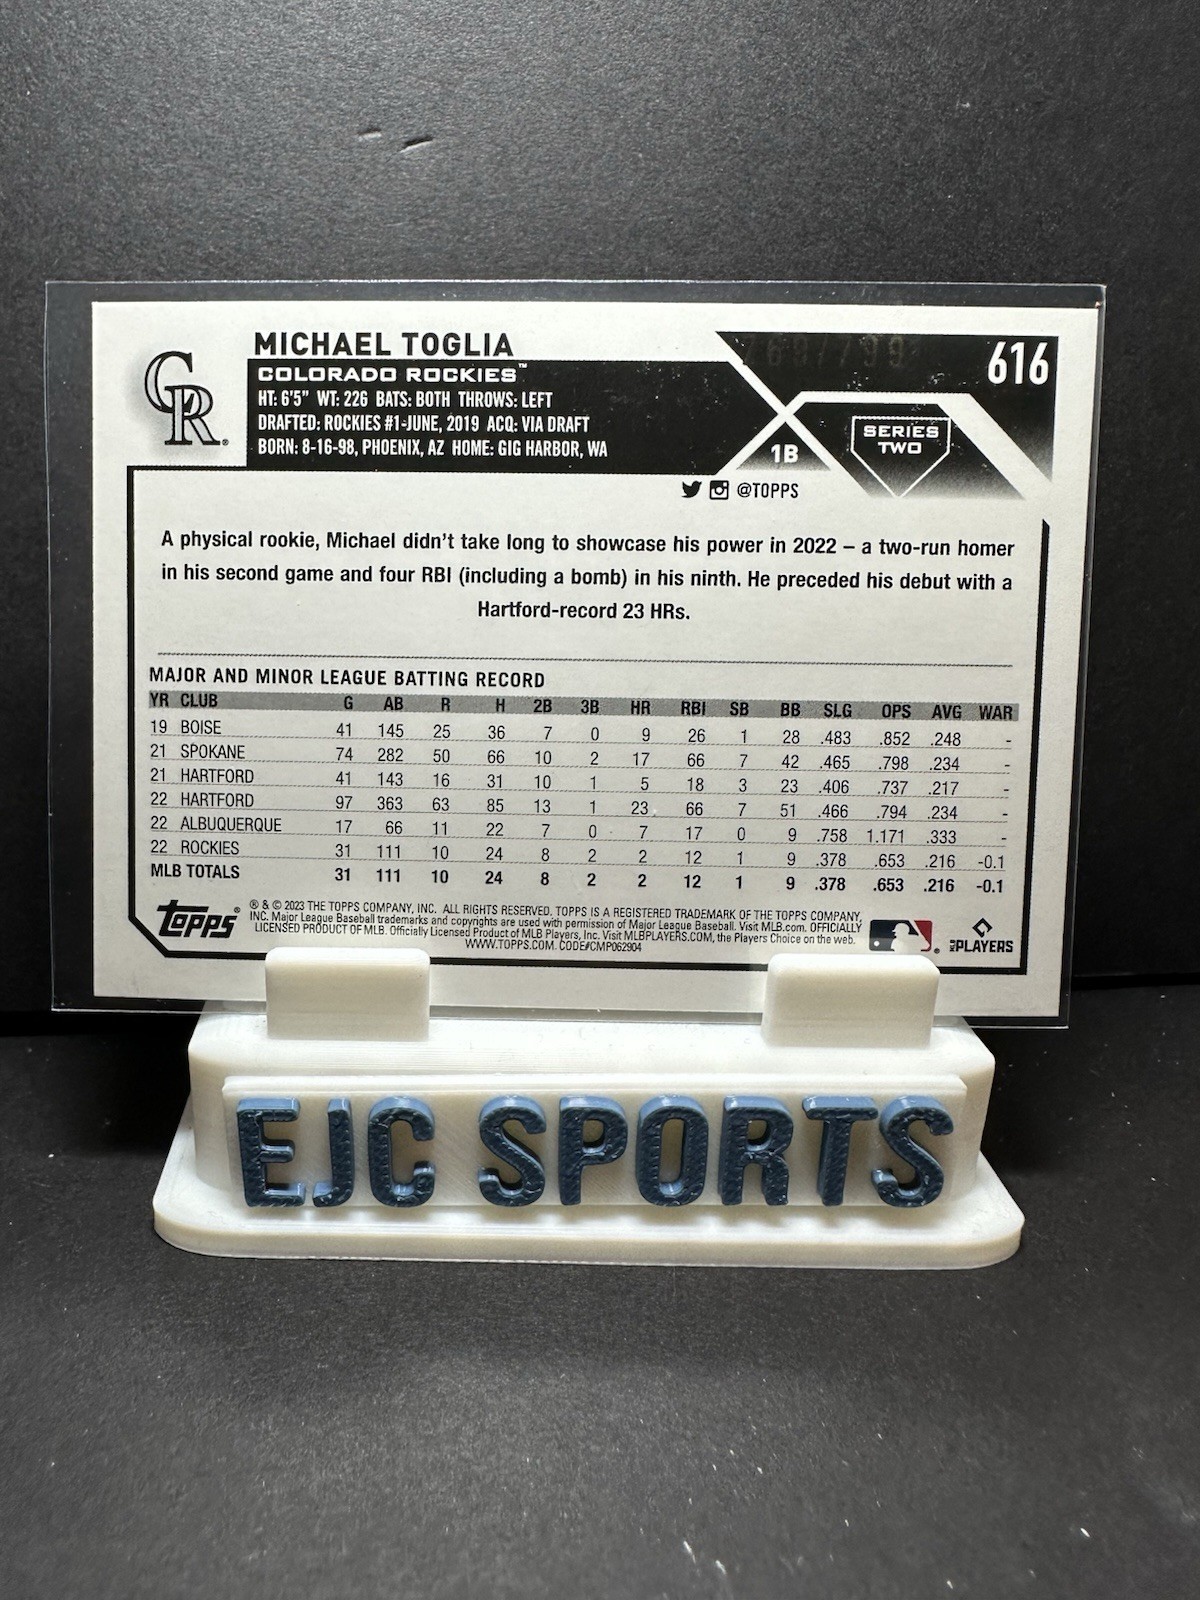 MICHAEL TOGLIA
COLORADO ROCKIES™
HT: 6'5" WT: 226 BATS: BOTH THROWS: LEFT
DRAFTED: ROCKIES #1-JUNE, 2019 ACQ: VIA DRAFT
BORN: 8-16-98, PHOENIX, AZ HOME: GIG HARBOR, WA
CR®
616
1B
SERIES
TWO
@TOPPS
A physical rookie, Michael didn't take long to showcase his power in 2022 – a two-run homer
in his second game and four RBI (including a bomb) in his ninth. He preceded his debut with a
Hartford-record 23 HRs.
MAJOR AND MINOR LEAGUE BATTING RECORD
YR CLUB G AB R H 2B 3B HR RBI SB BB SLG OPS AVG WAR
19 BOISE 41 145 25 36 7 0 9 26 1 28 .483 .852 .248 -
21 SPOKANE 74 282 50 66 10 2 17 66 7 42 .465 .798 .234 -
21 HARTFORD 41 143 16 31 10 1 5 18 3 23 .406 .737 .217 -
22 HARTFORD 97 363 63 85 13 1 23 66 7 51 .466 .794 .234 -
22 ALBUQUERQUE 17 66 11 22 7 0 7 17 0 9 .758 1.171 .333 -
22 ROCKIES 31 111 10 24 8 2 2 12 1 9 .378 .653 .216 -0.1
MLB TOTALS 31 111 10 24 8 2 2 12 1 9 .378 .653 .216 -0.1
topps®
® & © 2023 THE TOPPS COMPANY, INC. ALL RIGHTS RESERVED. TOPPS IS A REGISTERED TRADEMARK OF THE TOPPS COMPANY,
INC. Major League Baseball trademarks and copyrights are used with permission of Major League Baseball. Visit MLB.com. OFFICIALLY
LICENSED PRODUCT OF MLB. Officially Licensed Product of MLB Players, Inc. Visit MLBPLAYERS.COM, the Players Choice on the web.
WWW.TOPPS.COM. CODE#CMP062904
MLB PLAYERS
EJC SPORTS